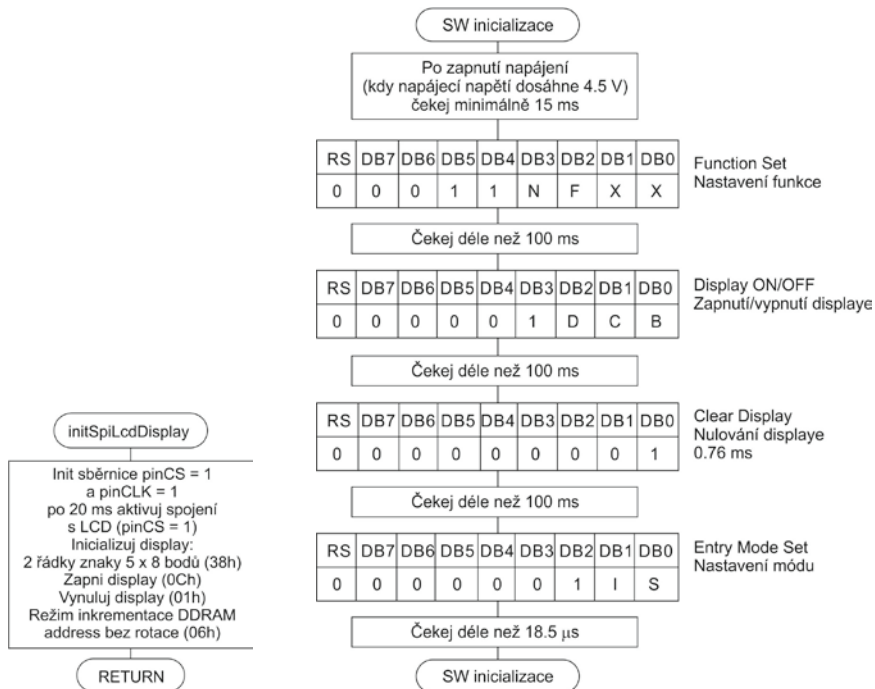 SW inicializace
Po zapnutí napájení
(kdy napájecí napětí dosáhne 4.5 V)
čekej minimálně 15 ms
RS DB7 DB6 DB5 DB4 DB3 DB2 DB1 DB0
0 0 0 1 1 N F X X
Function Set
Nastavení funkce
Čekej déle než 100 ms
RS DB7 DB6 DB5 DB4 DB3 DB2 DB1 DB0
0 0 0 0 0 1 D C B
Display ON/OFF
Zapnutí/vypnutí displaye
Čekej déle než 100 ms
RS DB7 DB6 DB5 DB4 DB3 DB2 DB1 DB0
0 0 0 0 0 0 0 0 1
Clear Display
Nulování displaye
0.76 ms
Čekej déle než 100 ms
RS DB7 DB6 DB5 DB4 DB3 DB2 DB1 DB0
0 0 0 0 0 0 1 I S
Entry Mode Set
Nastavení módu
Čekej déle než 18.5 μs
SW inicializace
initSpiLcdDisplay
Init sběrnice pinCS = 1
a pinCLK = 1
po 20 ms aktivuj spojení
s LCD (pinCS = 1)
Inicializuj display:
2 řádky znaky 5 x 8 bodů (38h)
Zapni display (0Ch)
Vynuluj display (01h)
Režim inkrementace DDRAM
address bez rotace (06h)
RETURN